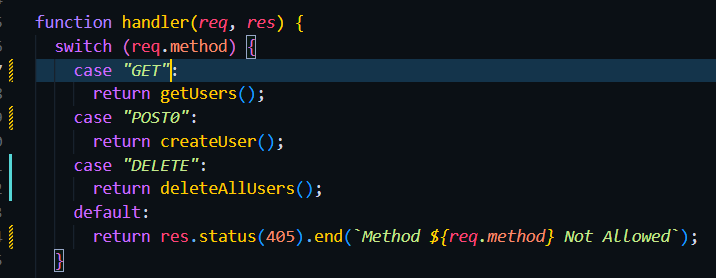 function handler(req, res) {
switch (req.method) {
case "GET":
return getUsers();
case "POST0":
return createUser();
case "DELETE":
return deleteAllUsers();
default:
return res.status(405).end(`Method ${req.method} Not Allowed`);
}